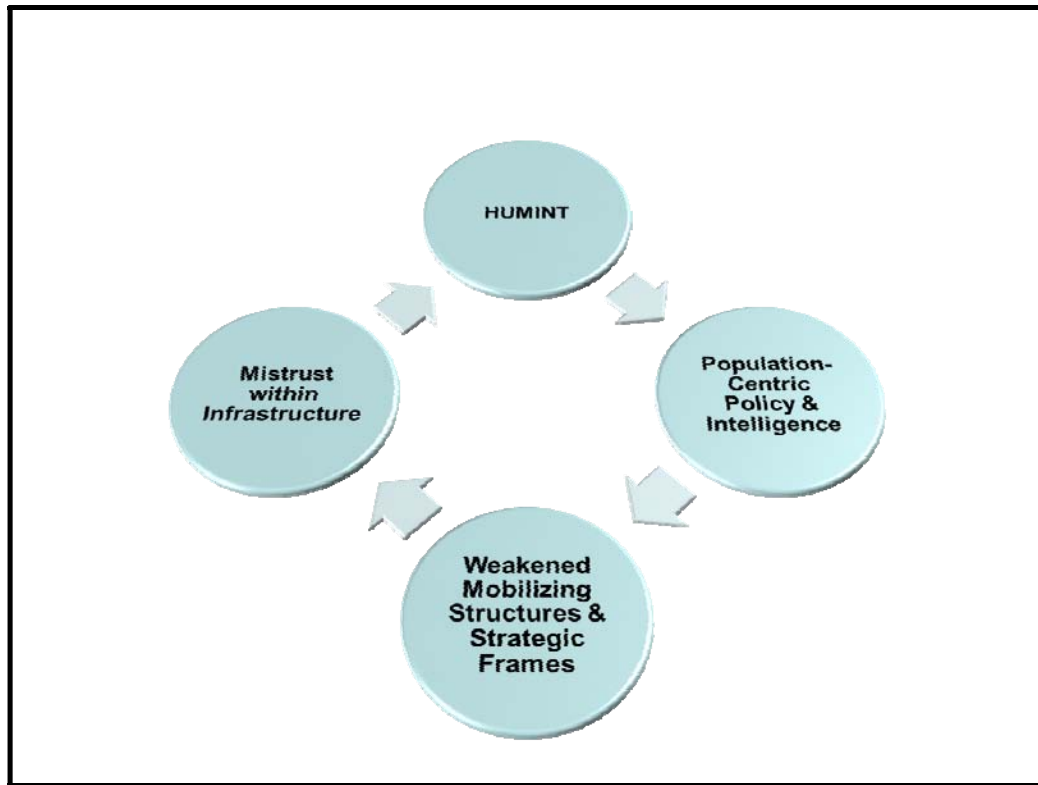 HUMINT
Population-
Centric
Policy &
Intelligence
Weakened
Mobilizing
Structures &
Strategic
Frames
Mistrust
within
Infrastructure